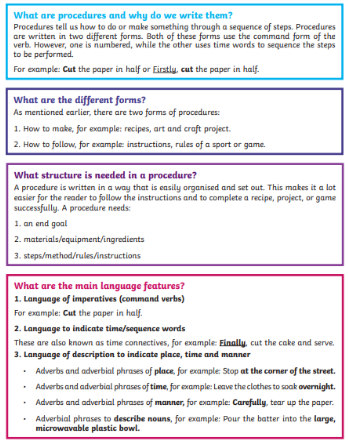 What are procedures and why do we write them?
Procedures tell us how to do or make something through a sequence of steps. Procedures
are written in two different forms. Both of these forms use the command form of the
verb. However, one is numbered, while the other uses time words to sequence the steps
to be performed.
For example: Cut the paper in half or Firstly, cut the paper in half.
What are the different forms?
As mentioned earlier, there are two forms of procedures:
1. How to make, for example: recipes, art and craft project.
2. How to follow, for example: instructions, rules of a sport or game.
What structure is needed in a procedure?
A procedure is written in a way that is easily organised and set out. This makes it a lot
easier for the reader to follow the instructions and to complete a recipe, project, or game
successfully. A procedure needs:
1. an end goal
2. materials/equipment/ingredients
3. steps/method/rules/instructions
What are the main language features?
1. Language of imperatives (command verbs)
For example: Cut the paper in half.
2. Language to indicate time/sequence words
These are also known as time connectives, for example: Finally, cut the cake and serve.
3. Language of description to indicate place, time and manner
• Adverbs and adverbial phrases of place, for example: Stop at the corner of the street.
• Adverbs and adverbial phrases of time, for example: Leave the clothes to soak overnight.
• Adverbs and adverbial phrases of manner, for example: Carefully, tear up the paper.
• Adverbial phrases to describe nouns, for example: Pour the batter into the large,
microwavable plastic bowl.